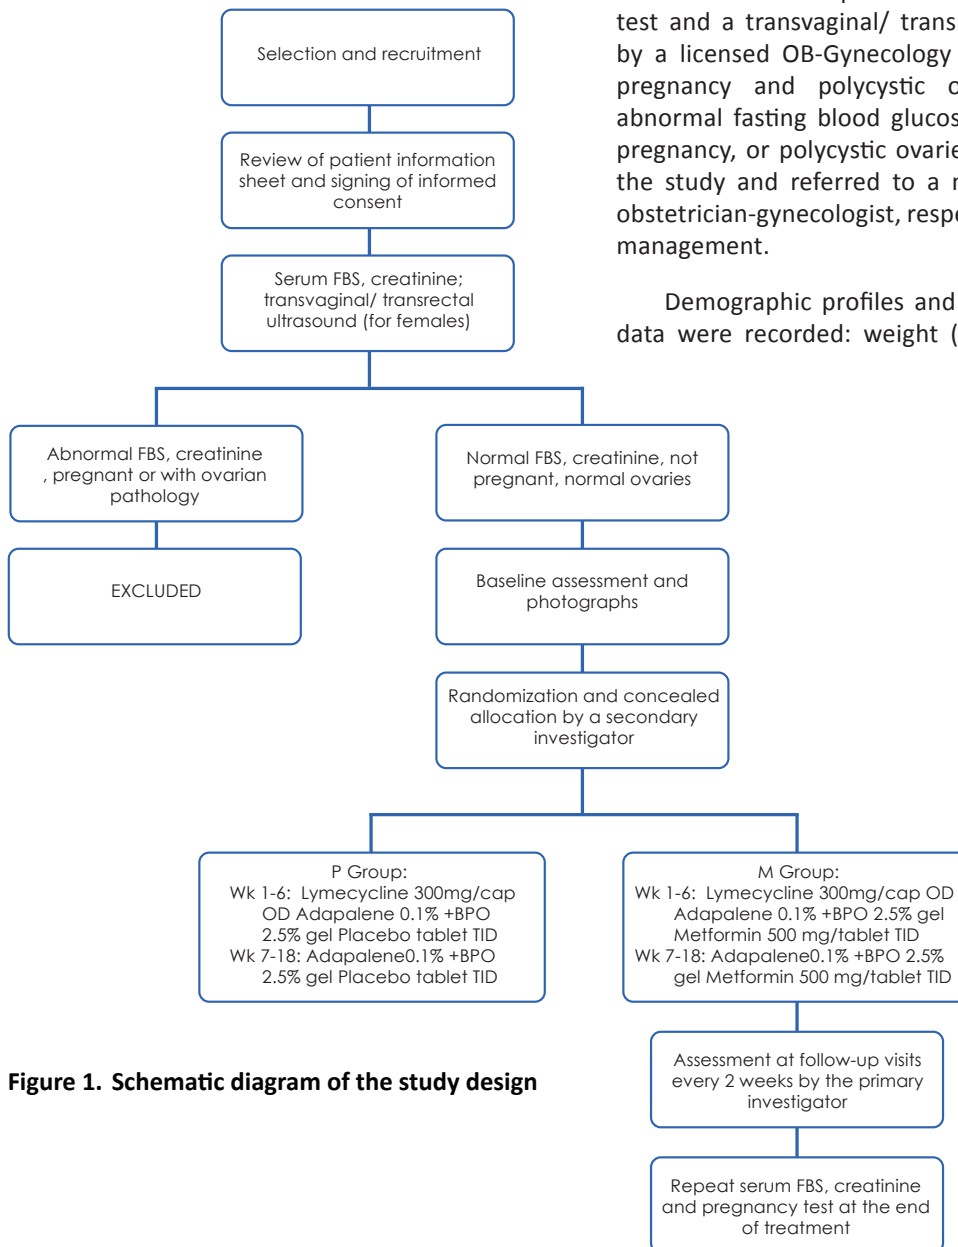 test and a transvaginal/ trans
by a licensed OB-Gynecology
pregnancy and polycystic
abnormal fasting blood
pregnancy, or polycystic
the study and referred to a
obstetrician-gynecologist,
management.
Demographic profiles and
data were recorded: weight (
Selection and recruitment
Review of patient information
sheet and signing of informed
consent
Serum FBS, creatinine;
transvaginal/ transrectal
ultrasound (for females)
Abnormal FBS, creatinine
, pregnant or with ovarian
pathology
Normal FBS, creatinine, not
pregnant, normal ovaries
EXCLUDED
Baseline assessment and
photographs
Randomization and concealed
allocation by a secondary
investigator
P Group:
Wk 1-6: Lymecycline 300mg/cap
OD Adapalene 0.1% +BPO
2.5% gel Placebo tablet TID
Wk 7-18: Adapalene0.1% +BPO
2.5% gel Placebo tablet TID
M Group:
Wk 1-6: Lymecycline 300mg/cap OD
Adapalene 0.1% +BPO 2.5% gel
Metformin 500 mg/tablet TID
Wk 7-18: Adapalene0.1% +BPO 2.5%
gel Metformin 500 mg/tablet TID
Assessment at follow-up visits
every 2 weeks by the primary
investigator
Repeat serum FBS, creatinine
and pregnancy test at the end
of treatment
Figure 1. Schematic diagram of the study design